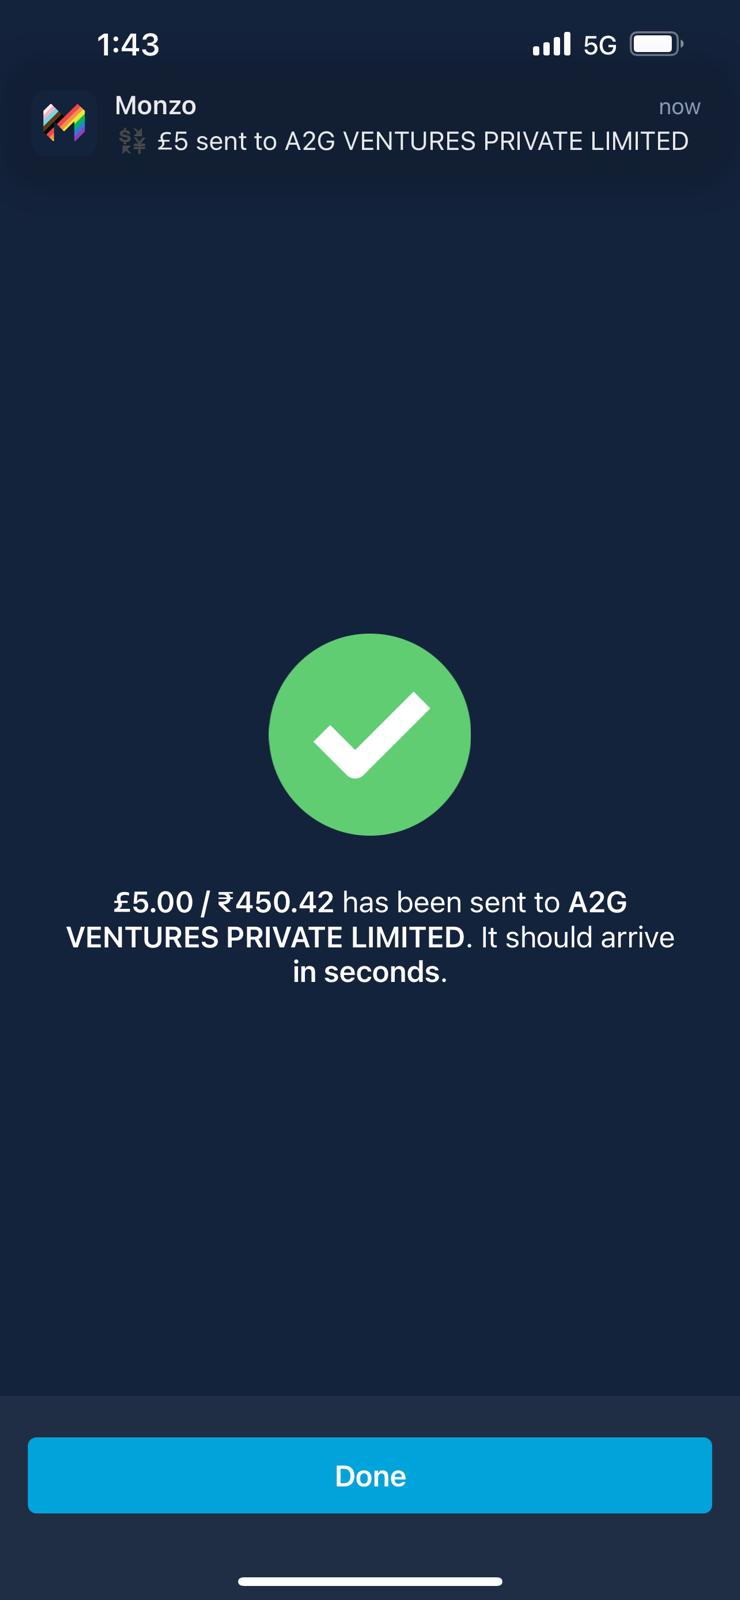 1:43
5G
Monzo
now
💱 £5 sent to A2G VENTURES PRIVATE LIMITED
£5.00 / ₹450.42 has been sent to A2G
VENTURES PRIVATE LIMITED. It should arrive
in seconds.
Done